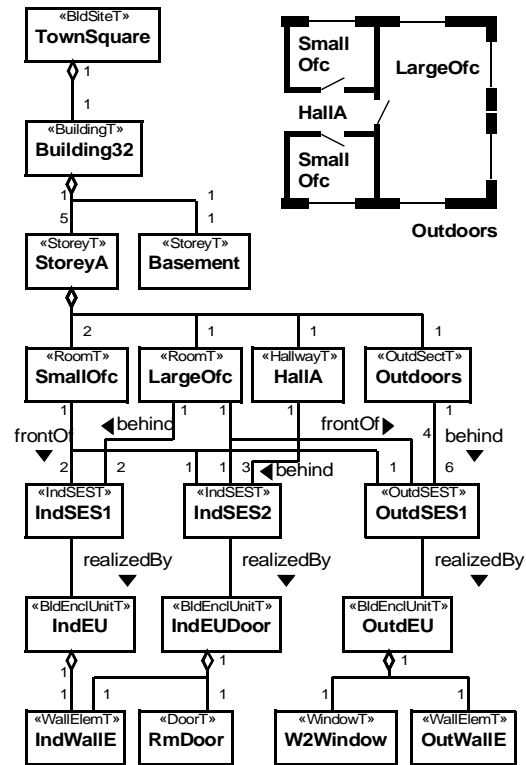 «BldSiteT»
TownSquare
1
1
«BuildingT»
Building32
1
1
5
1
«StoreyT»
StoreyA
«StoreyT»
Basement
Small
Ofc
LargeOfc
HallA
Small
Ofc
Outdoors
2
1
1
1
«RoomT»
SmallOfc
«RoomT»
LargeOfc
«HallwayT»
HallA
«OutdSectT»
Outdoors
1
1
1
1
1
frontOf
behind
frontOf
4
behind
2
2
1
1
3
behind
1
6
«IndSEST»
IndSES1
«IndSEST»
IndSES2
«OutdSEST»
OutdSES1
realizedBy
realizedBy
realizedBy
«BldEnclUnitT»
IndEU
«BldEnclUnitT»
IndEUDoor
«BldEnclUnitT»
OutdEU
1
1
1
1
1
1
1
1
«WallElemT»
IndWallE
«DoorT»
RmDoor
«WindowT»
W2Window
«WallElemT»
OutWallE